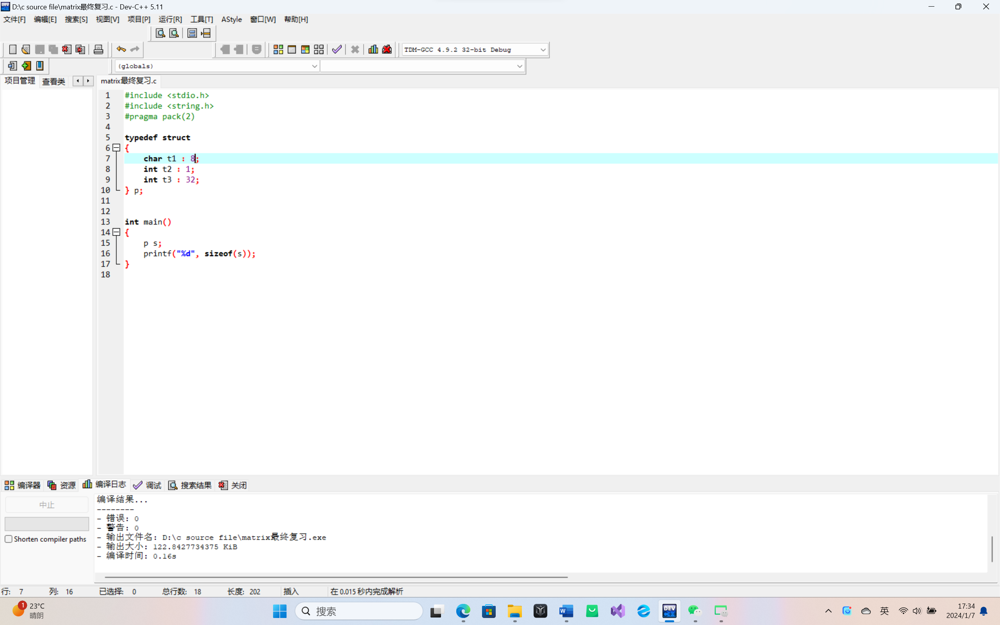 D:\c source file\matrix最终复习.c - Dev-C++ 5.11
文件[F] 编辑[E] 搜索[S] 视图[V] 项目[P] 运行[R] 工具[T] AStyle 窗口[W] 帮助[H]
TDM-GCC 4.9.2 32-bit Debug
(globals)
项目管理 查看类 matrix最终复习.c
1 #include <stdio.h>
2 #include <string.h>
3 #pragma pack(2)
4
5 typedef struct
6 {
7 char t1 : 8;
8 int t2 : 1;
9 int t3 : 32;
10 } p;
11
12
13 int main()
14 {
15 p s;
16 printf("%d", sizeof(s));
17 }
18
编译器 资源 编译日志 调试 搜索结果 关闭
中止
Shorten compiler paths
编译结果...
--------
- 错误: 0
- 警告: 0
- 输出文件名: D:\c source file\matrix最终复习.exe
- 输出大小: 122.8427734375 KiB
- 编译时间: 0.16s
行: 7 列: 16 已选择: 0 总行数: 18 长度: 202 插入 在 0.015 秒内完成解析
1 23°C
晴朗
搜索
W
DEV
C++
英
17:34
2024/1/7